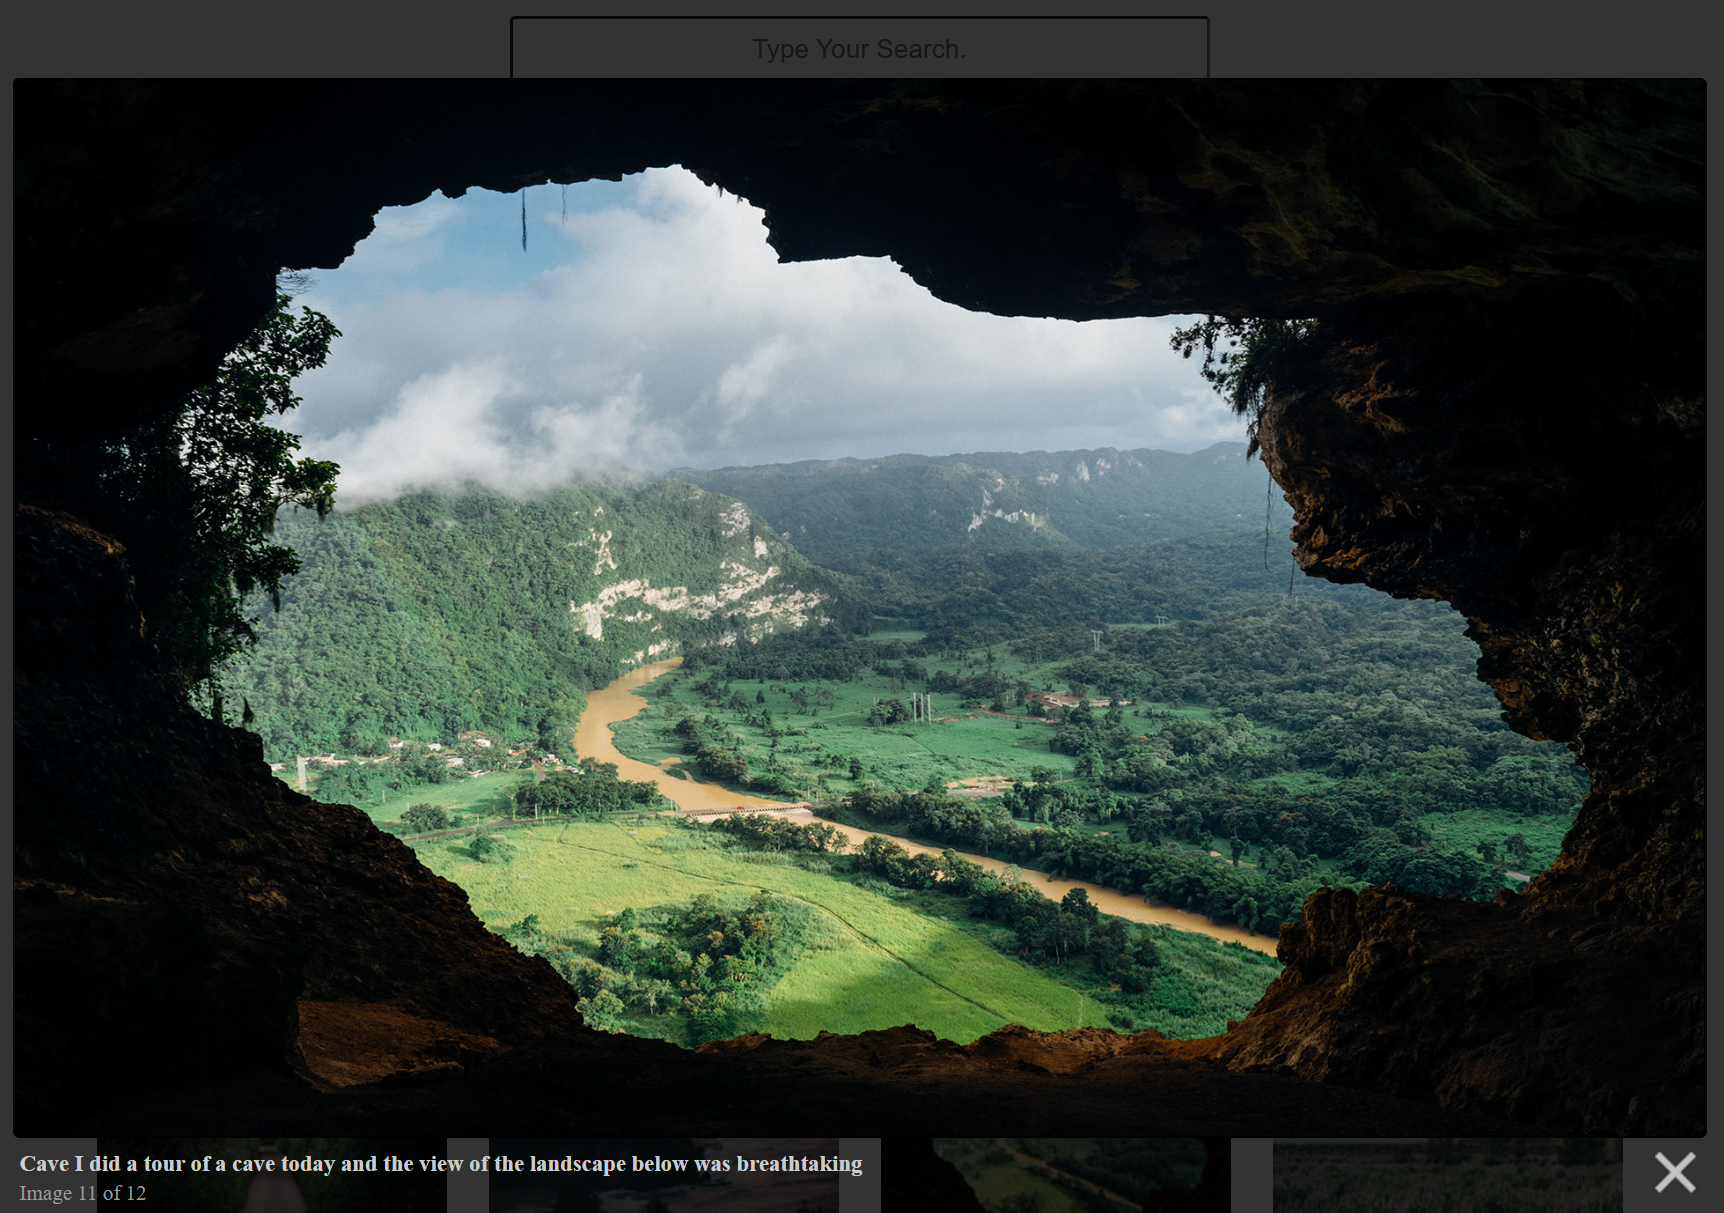 Type Your Search.
Cave I did a tour of a cave today and the view of the landscape below was breathtaking
Image 11 of 12